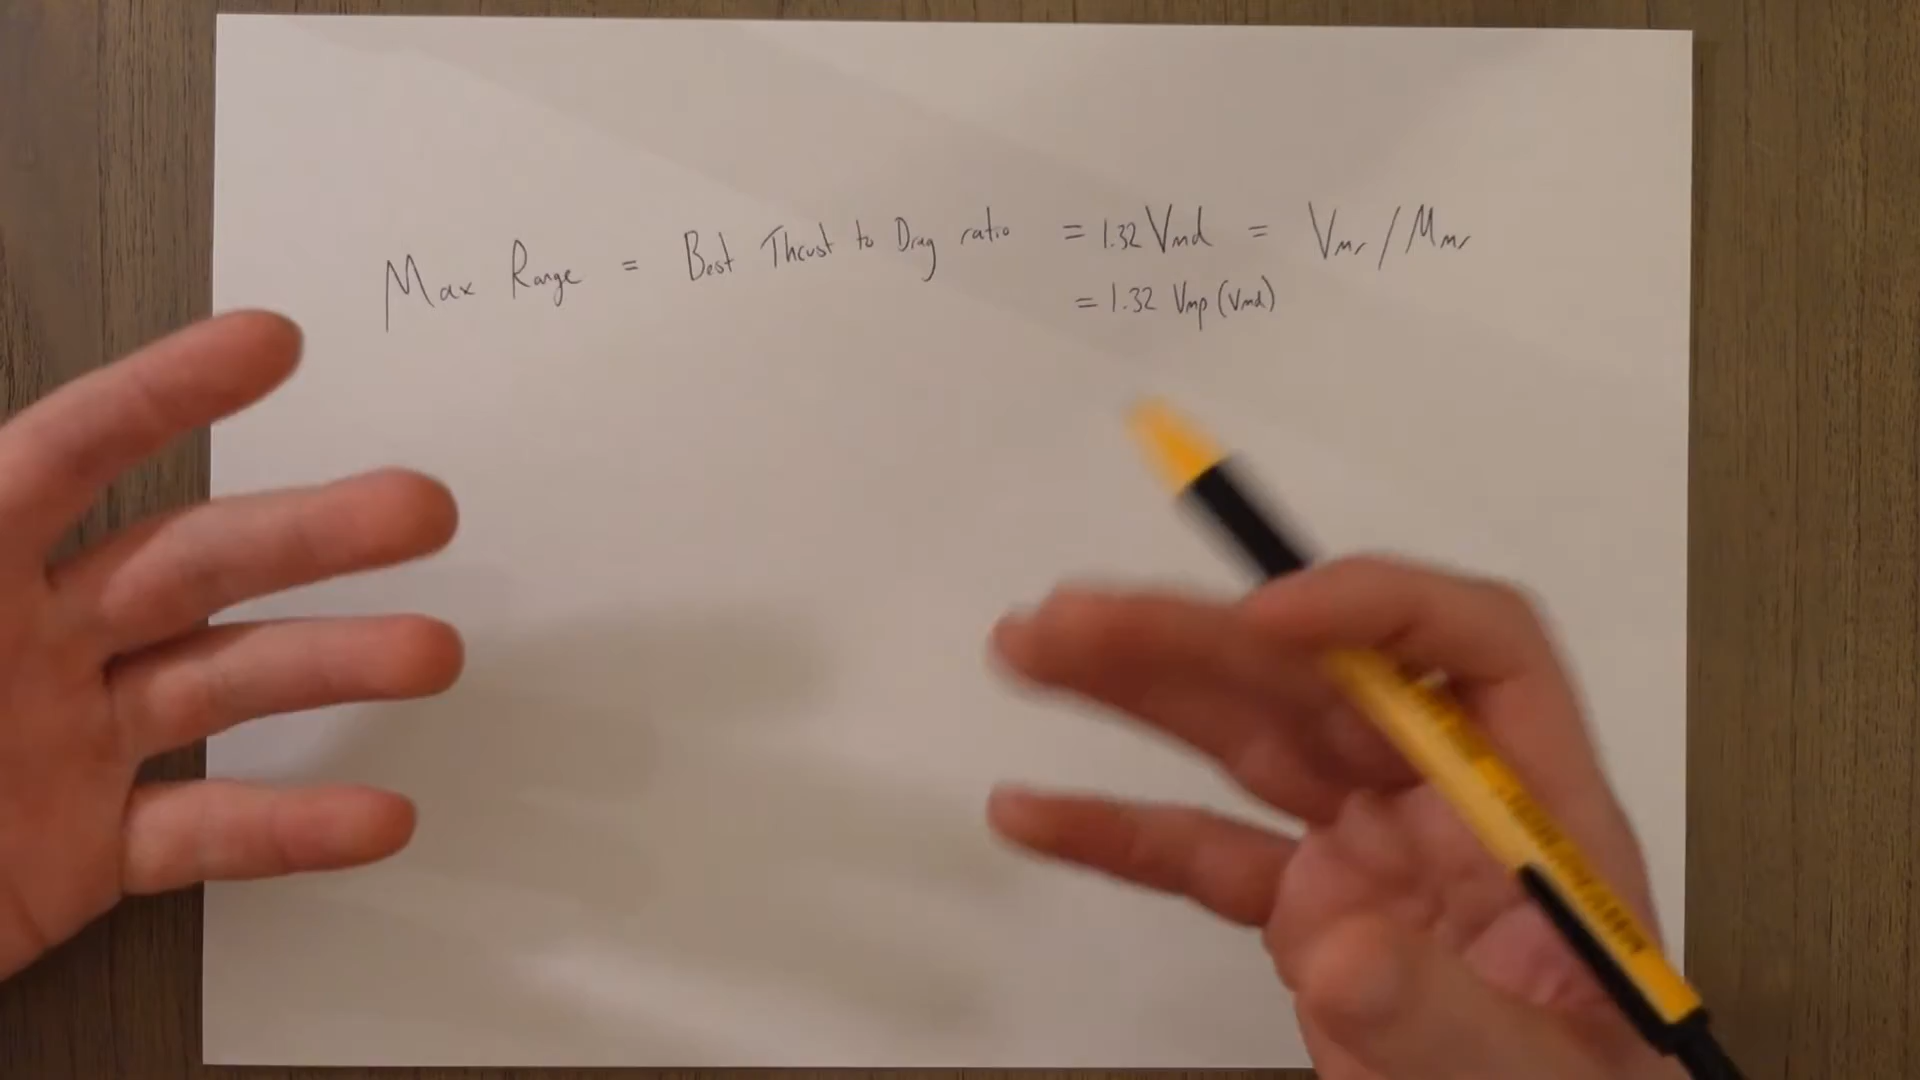 Max Range = Best Thrust to Drag ratio = 1.32 Vmd = Vmr / Mmr
= 1.32 Vmp (Vmd)